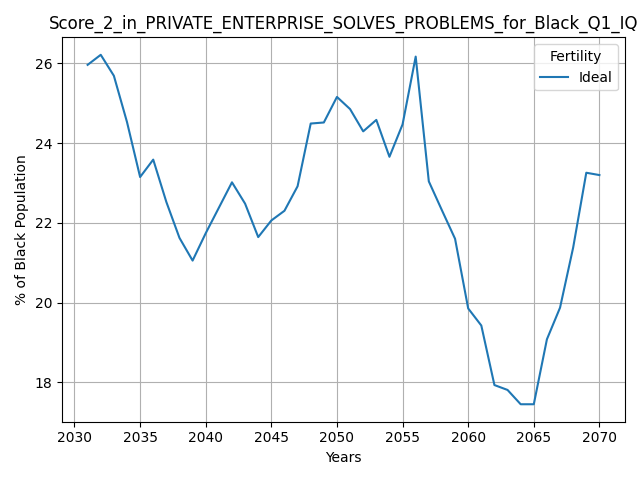 Score_2_in_PRIVATE_ENTERPRISE_SOLVES_PROBLEMS_for_Black_Q1_IQ
Fertility
Ideal
% of Black Population
26
24
22
20
18
2030 2035 2040 2045 2050 2055 2060 2065 2070
Years